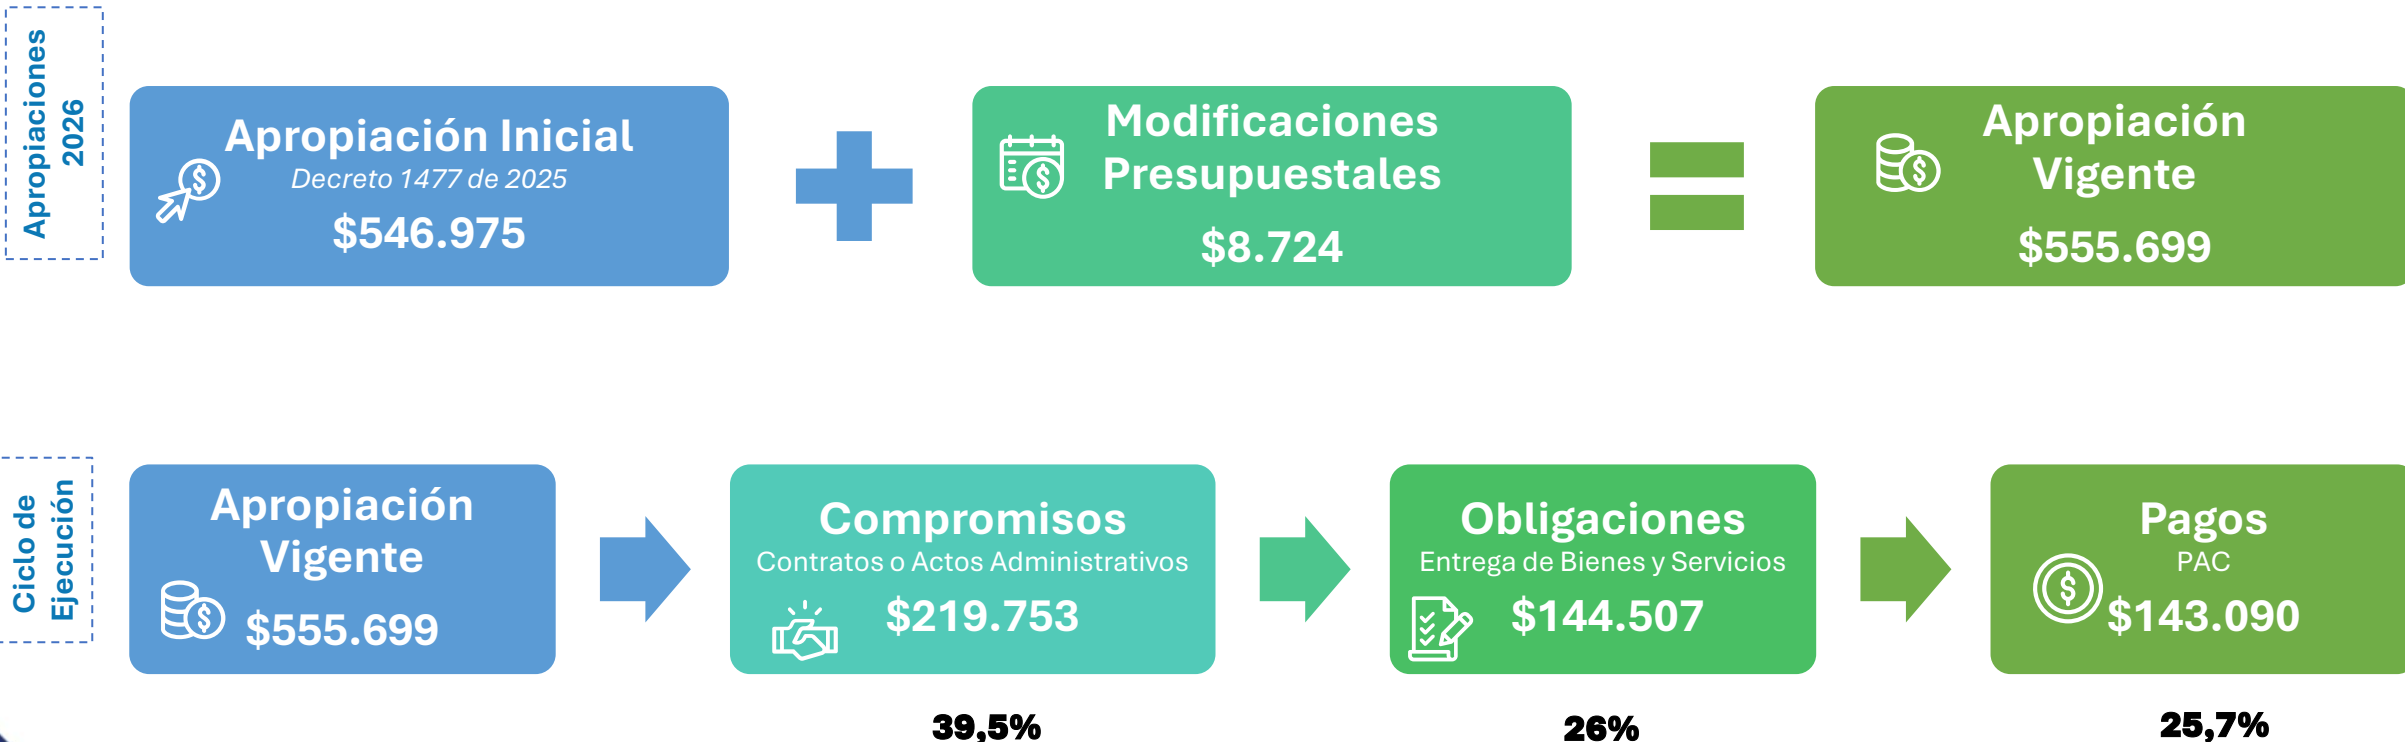 Apropiaciones
2026
Apropiación Inicial
Decreto 1477 de 2025
$546.975
Modificaciones
Presupuestales
$8.724
Apropiación
Vigente
$555.699
Ciclo de
Ejecución
Apropiación
Vigente
$555.699
Compromisos
Contratos o Actos Administrativos
$219.753
Obligaciones
Entrega de Bienes y Servicios
$144.507
Pagos
PAC
$143.090
39,5%
26%
25,7%